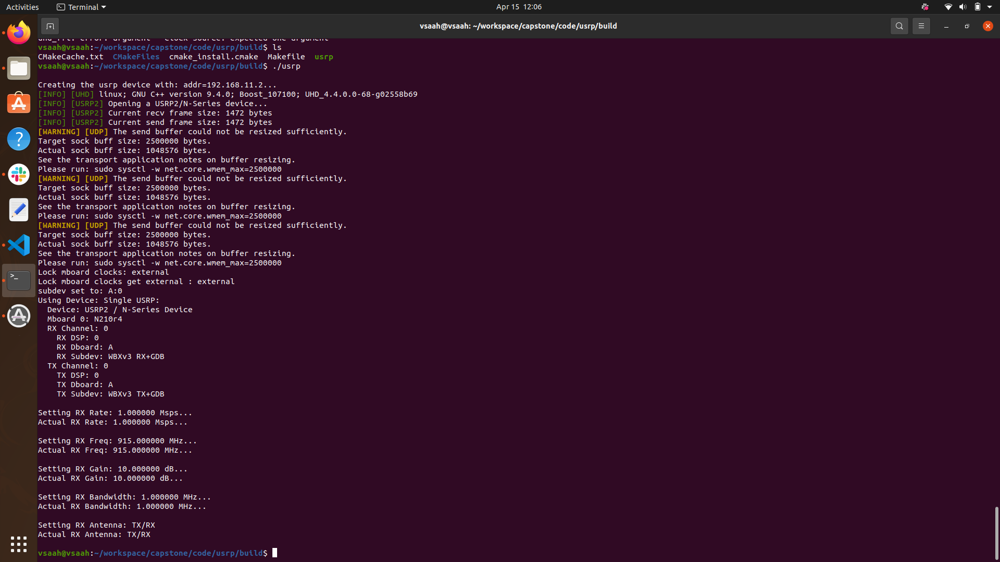 Activities
Terminal
Apr 15 12:06
vsaah@vsaah: ~/workspace/capstone/code/usrp/build
vsaah@vsaah:~/workspace/capstone/code/usrp/build$ ls
CMakeCache.txt  CMakeFiles  cmake_install.cmake  Makefile  usrp
vsaah@vsaah:~/workspace/capstone/code/usrp/build$ ./usrp
Creating the usrp device with: addr=192.168.11.2...
[INFO] [UHD] linux; GNU C++ version 9.4.0; Boost_107100; UHD_4.4.0.0-68-g02558b69
[INFO] [USRP2] Opening a USRP2/N-Series device...
[INFO] [USRP2] Current recv frame size: 1472 bytes
[INFO] [USRP2] Current send frame size: 1472 bytes
[WARNING] [UDP] The send buffer could not be resized sufficiently.
Target sock buff size: 2500000 bytes.
Actual sock buff size: 1048576 bytes.
See the transport application notes on buffer resizing.
Please run: sudo sysctl -w net.core.wmem_max=2500000
[WARNING] [UDP] The send buffer could not be resized sufficiently.
Target sock buff size: 2500000 bytes.
Actual sock buff size: 1048576 bytes.
See the transport application notes on buffer resizing.
Please run: sudo sysctl -w net.core.wmem_max=2500000
[WARNING] [UDP] The send buffer could not be resized sufficiently.
Target sock buff size: 2500000 bytes.
Actual sock buff size: 1048576 bytes.
See the transport application notes on buffer resizing.
Please run: sudo sysctl -w net.core.wmem_max=2500000
Lock mboard clocks: external
Lock mboard clocks get external : external
subdev set to: A:0
Using Device: Single USRP:
  Device: USRP2 / N-Series Device
  Mboard 0: N210r4
  RX Channel: 0
    RX DSP: 0
    RX Dboard: A
    RX Subdev: WBXv3 RX+GDB
  TX Channel: 0
    TX DSP: 0
    TX Dboard: A
    TX Subdev: WBXv3 TX+GDB
Setting RX Rate: 1.000000 Msps...
Actual RX Rate: 1.000000 Msps...
Setting RX Freq: 915.000000 MHz...
Actual RX Freq: 915.000000 MHz...
Setting RX Gain: 10.000000 dB...
Actual RX Gain: 10.000000 dB...
Setting RX Bandwidth: 1.000000 MHz...
Actual RX Bandwidth: 1.000000 MHz...
Setting RX Antenna: TX/RX
Actual RX Antenna: TX/RX
vsaah@vsaah:~/workspace/capstone/code/usrp/build$